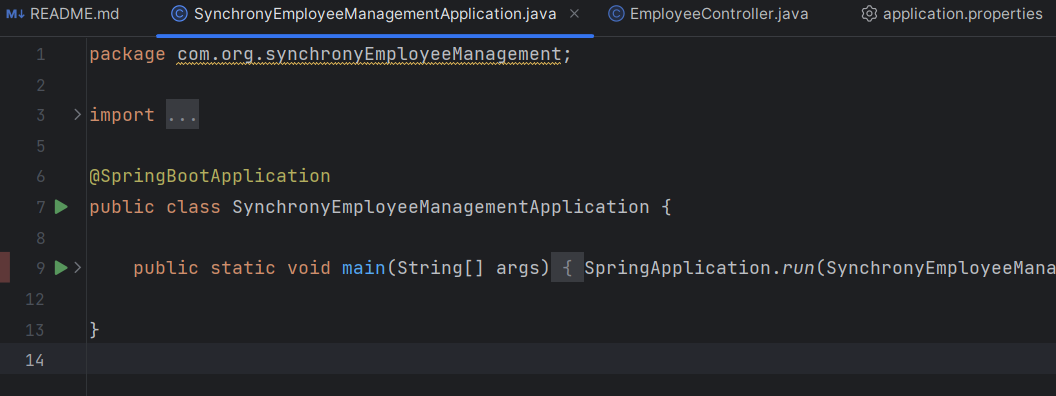 M↓ README.md SynchronyEmployeeManagementApplication.java × EmployeeController.java application.properties
1 package com.org.synchronyEmployeeManagement;
2
3 import ...
5
6 @SpringBootApplication
7 public class SynchronyEmployeeManagementApplication {
8
9 public static void main(String[] args) { SpringApplication.run(SynchronyEmployeeMana
12
13 }
14